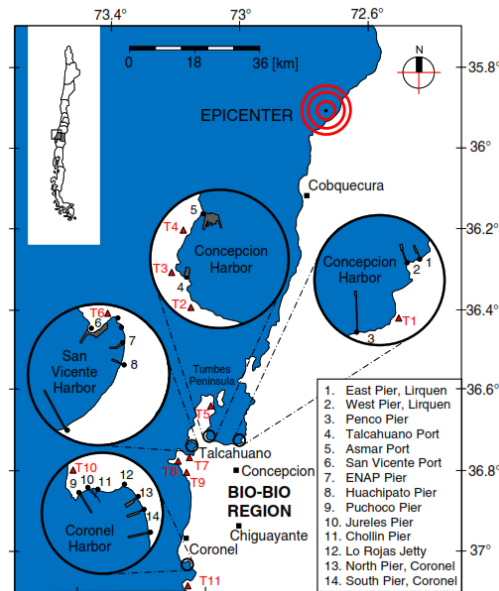 73.4° 73° 72.6°
0 18 36 [km]
N
35.8°
EPICENTER
36°
Cobquecura
5
T4
Concepcion
Harbor
T3
4
T2
36.2°
Concepcion
Harbor
1
2
T1
3
36.4°
T6
6
7
San
Vicente
Harbor
8
Tumbes
Peninsula
T5
36.6°
Talcahuano
T8 T7
T9
Concepcion
36.8°
BIO-BIO
REGION
Chiguayante
T10
9 10 11 12
13
14
Coronel
Harbor
Coronel
37°
T11
1. East Pier, Lirquen
2. West Pier, Lirquen
3. Penco Pier
4. Talcahuano Port
5. Asmar Port
6. San Vicente Port
7. ENAP Pier
8. Huachipato Pier
9. Puchoco Pier
10. Jureles Pier
11. Chollin Pier
12. Lo Rojas Jetty
13. North Pier, Coronel
14. South Pier, Coronel